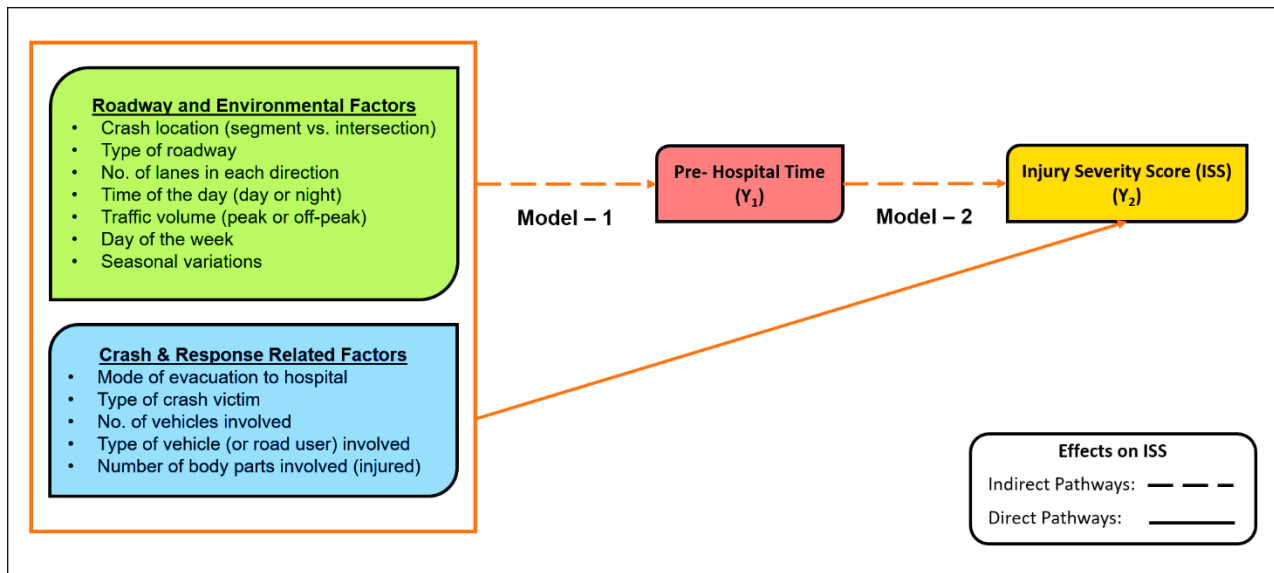 Roadway and Environmental Factors
• Crash location (segment vs. intersection)
• Type of roadway
• No. of lanes in each direction
• Time of the day (day or night)
• Traffic volume (peak or off-peak)
• Day of the week
• Seasonal variations
Crash & Response Related Factors
• Mode of evacuation to hospital
• Type of crash victim
• No. of vehicles involved
• Type of vehicle (or road user) involved
• Number of body parts involved (injured)
Model – 1
Pre- Hospital Time
(Y₁)
Model – 2
Injury Severity Score (ISS)
(Y₂)
Effects on ISS
Indirect Pathways:
Direct Pathways: